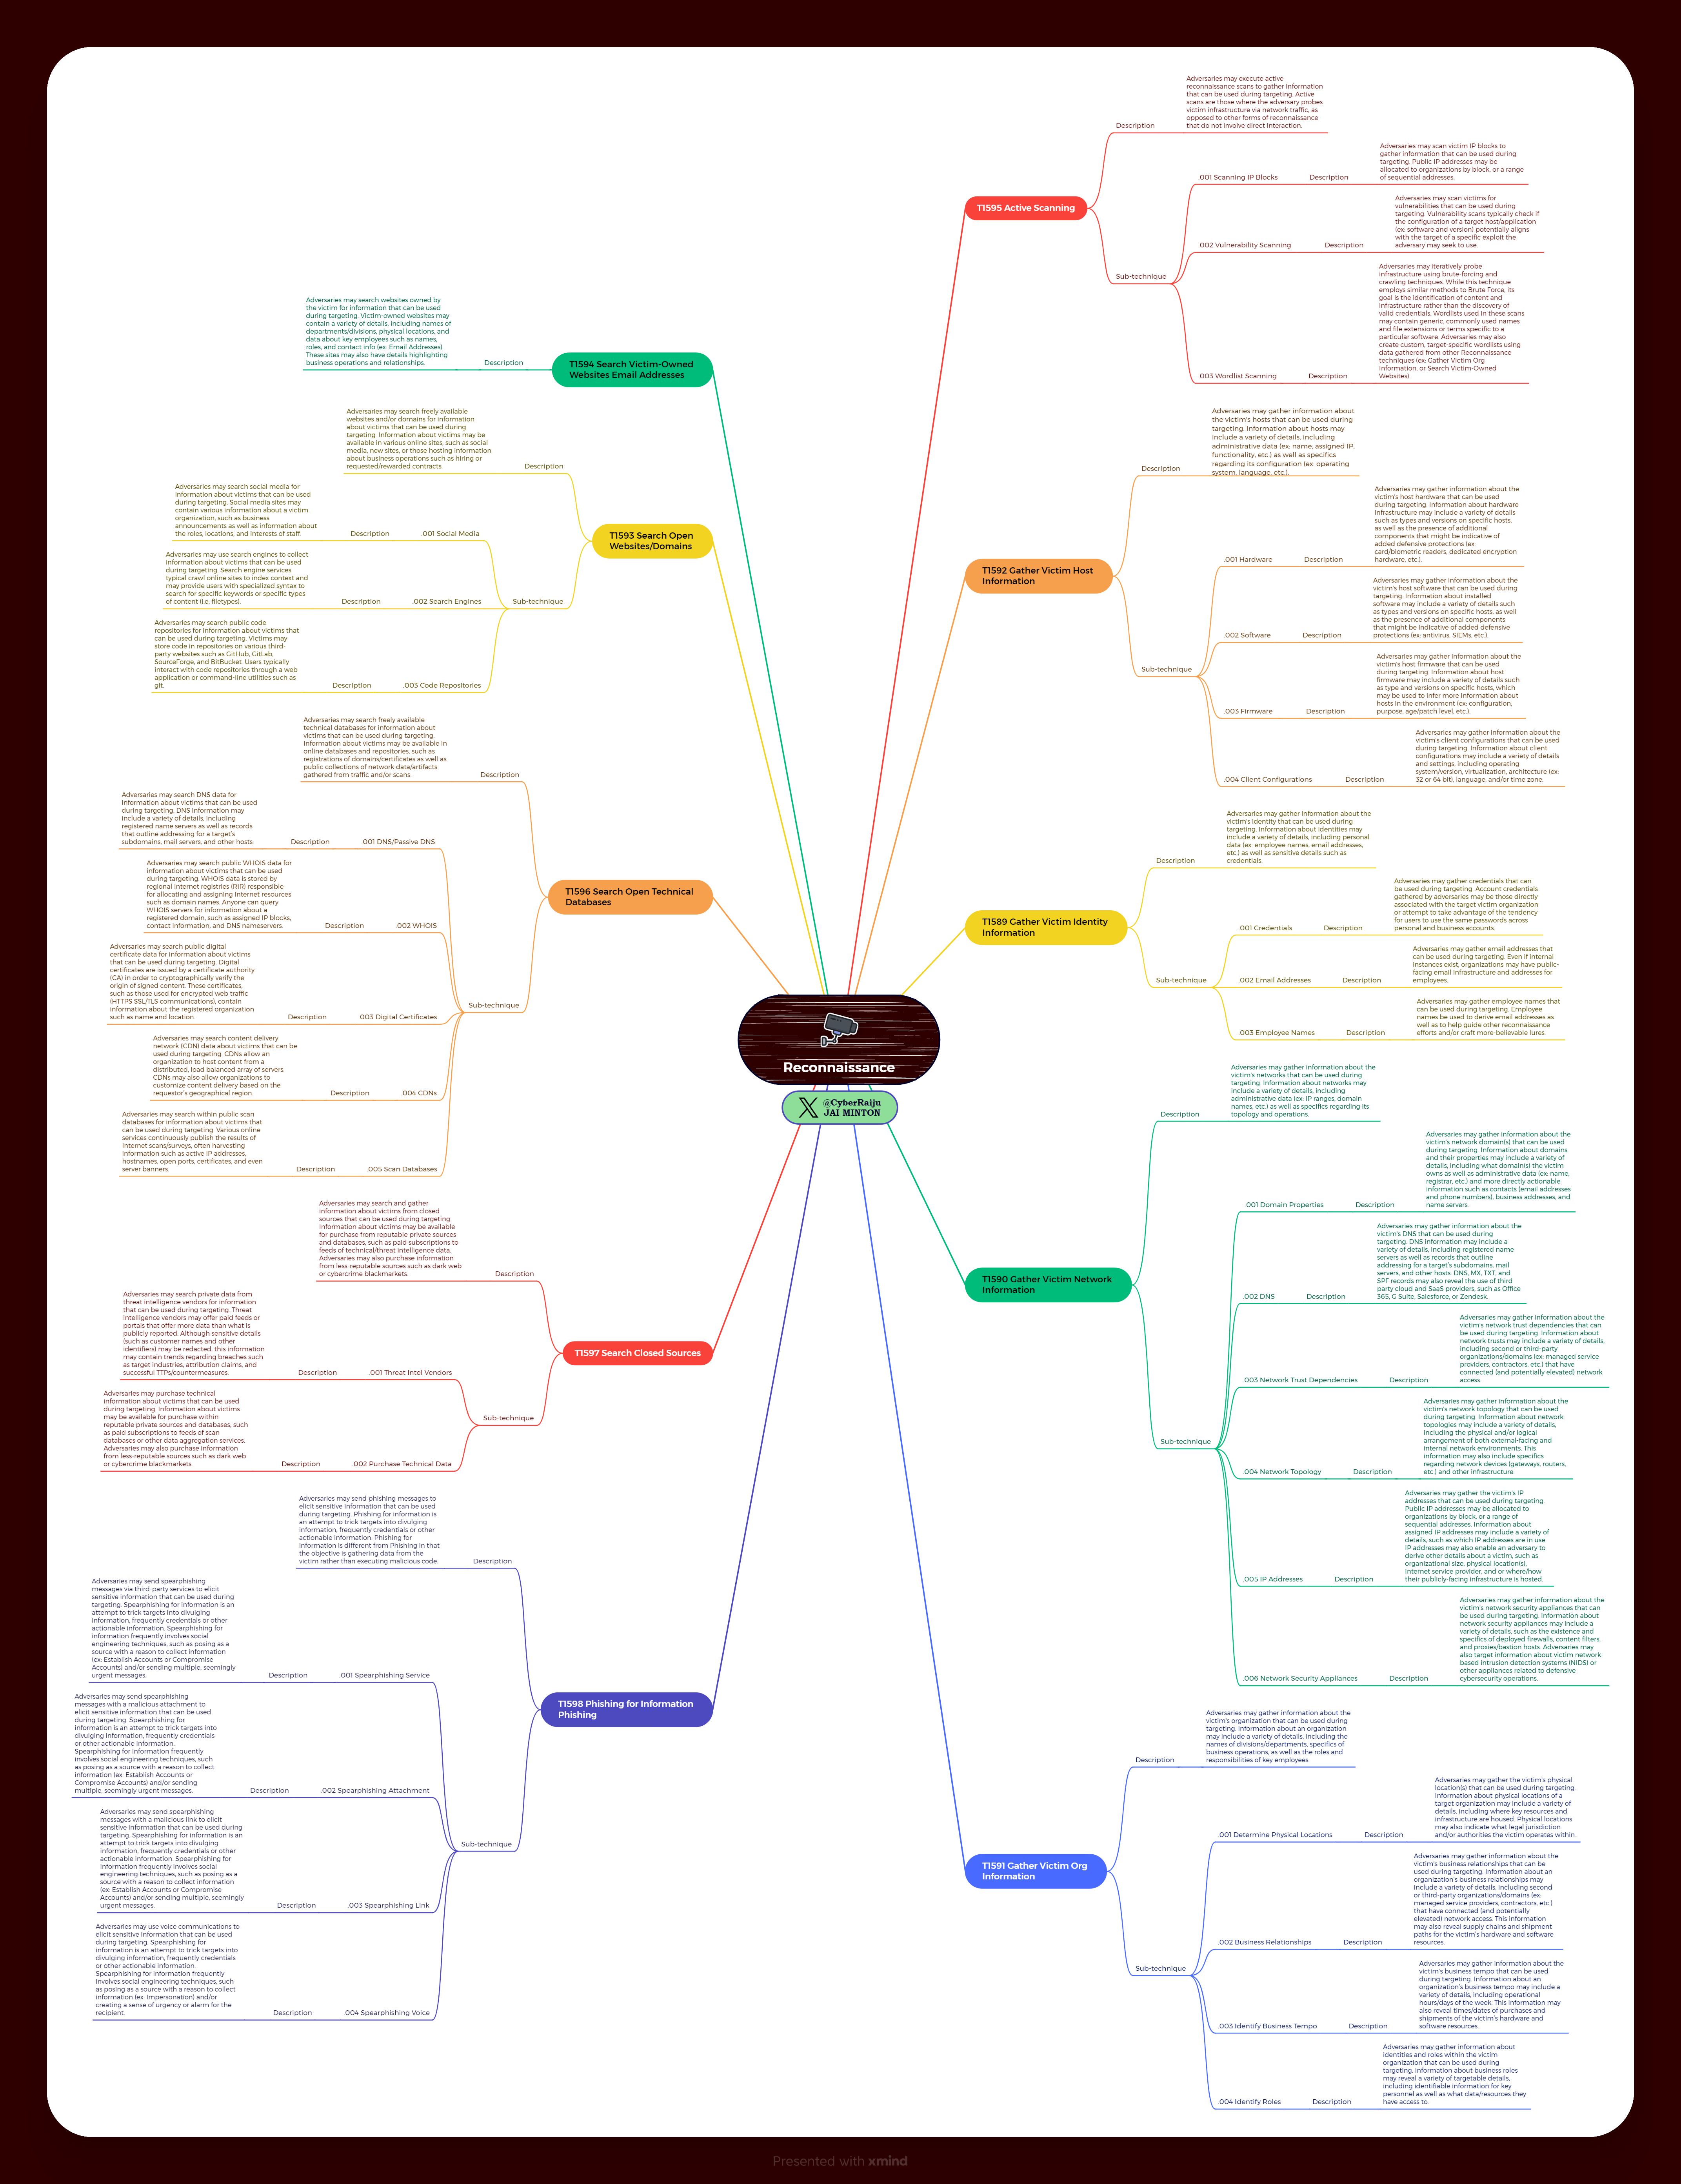 Reconnaissance
@CyberRaiju
JAI MINTON
T1595 Active Scanning
Description
Adversaries may execute active
reconnaissance scans to gather information
that can be used during targeting. Active
scans are those where the adversary probes
victim infrastructure via network traffic, as
opposed to other forms of reconnaissance
that do not involve direct interaction.
Sub-technique
.001 Scanning IP Blocks
Description
Adversaries may scan victim IP blocks to
gather information that can be used during
targeting. Public IP addresses may be
allocated to organizations by block, or a range
of sequential addresses.
.002 Vulnerability Scanning
Description
Adversaries may scan victims for
vulnerabilities that can be used during
targeting. Vulnerability scans typically check if
the configuration of a target host/application
(ex: software and version) potentially aligns
with the target of a specific exploit the
adversary may seek to use.
.003 Wordlist Scanning
Description
Adversaries may iteratively probe
infrastructure using brute-forcing and
crawling techniques. While this technique
employs similar methods to Brute Force, its
goal is the identification of content and
infrastructure rather than the discovery of
valid credentials. Wordlists used in these scans
may contain generic, commonly used names
and file extensions or terms specific to a
particular software. Adversaries may also
create custom, target-specific wordlists using
data gathered from other Reconnaissance
techniques (ex: Gather Victim Org
Information, or Search Victim-Owned
Websites).
T1592 Gather Victim Host
Information
Description
Adversaries may gather information about
the victim's hosts that can be used during
targeting. Information about hosts may
include a variety of details, including
administrative data (ex: name, assigned IP,
functionality, etc.) as well as specifics
regarding its configuration (ex: operating
system, language, etc.).
Sub-technique
.001 Hardware
Description
Adversaries may gather information about the
victim's host hardware that can be used
during targeting. Information about hardware
infrastructure may include a variety of details
such as types and versions on specific hosts,
as well as the presence of additional
components that might be indicative of
added defensive protections (ex:
card/biometric readers, dedicated encryption
hardware, etc.).
.002 Software
Description
Adversaries may gather information about the
victim's host software that can be used during
targeting. Information about installed
software may include a variety of details such
as types and versions on specific hosts, as well
as the presence of additional components
that might be indicative of added defensive
protections (ex: antivirus, SIEMs, etc.).
.003 Firmware
Description
Adversaries may gather information about the
victim's host firmware that can be used
during targeting. Information about host
firmware may include a variety of details such
as type and versions on specific hosts, which
may be used to infer more information about
hosts in the environment (ex: configuration,
purpose, age/patch level, etc.).
.004 Client Configurations
Description
Adversaries may gather information about the
victim's client configurations that can be used
during targeting. Information about client
configurations may include a variety of details
and settings, including operating
system/version, virtualization, architecture (ex:
32 or 64 bit), language, and/or time zone.
T1589 Gather Victim Identity
Information
Description
Adversaries may gather information about the
victim's identity that can be used during
targeting. Information about identities may
include a variety of details, including personal
data (ex: employee names, email addresses,
etc.) as well as sensitive details such as
credentials.
Sub-technique
.001 Credentials
Description
Adversaries may gather credentials that can
be used during targeting. Account credentials
gathered by adversaries may be those directly
associated with the target victim organization
or attempt to take advantage of the tendency
for users to use the same passwords across
personal and business accounts.
.002 Email Addresses
Description
Adversaries may gather email addresses that
can be used during targeting. Even if internal
instances exist, organizations may have public-
facing email infrastructure and addresses for
employees.
.003 Employee Names
Description
Adversaries may gather employee names that
can be used during targeting. Employee
names be used to derive email addresses as
well as to help guide other reconnaissance
efforts and/or craft more-believable lures.
T1590 Gather Victim Network
Information
Description
Adversaries may gather information about the
victim's networks that can be used during
targeting. Information about networks may
include a variety of details, including
administrative data (ex: IP ranges, domain
names, etc.) as well as specifics regarding its
topology and operations.
Sub-technique
.001 Domain Properties
Description
Adversaries may gather information about the
victim's network domain(s) that can be used
during targeting. Information about domains
and their properties may include a variety of
details, including what domain(s) the victim
owns as well as administrative data (ex: name,
registrar, etc.) and more directly actionable
information such as contacts (email addresses
and phone numbers), business addresses, and
name servers.
.002 DNS
Description
Adversaries may gather information about the
victim's DNS that can be used during
targeting. DNS information may include a
variety of details, including registered name
servers as well as records that outline
addressing for a target's subdomains, mail
servers, and other hosts. DNS, MX, TXT, and
SPF records may also reveal the use of third
party cloud and SaaS providers, such as Office
365, G Suite, Salesforce, or Zendesk.
.003 Network Trust Dependencies
Description
Adversaries may gather information about the
victim's network trust dependencies that can
be used during targeting. Information about
network trusts may include a variety of details,
including second or third-party
organizations/domains (ex: managed service
providers, contractors, etc.) that have
connected (and potentially elevated) network
access.
.004 Network Topology
Description
Adversaries may gather information about the
victim's network topology that can be used
during targeting. Information about network
topologies may include a variety of details,
including the physical and/or logical
arrangement of both external-facing and
internal network environments. This
information may also include specifics
regarding network devices (gateways, routers,
etc.) and other infrastructure.
.005 IP Addresses
Description
Adversaries may gather the victim's IP
addresses that can be used during targeting.
Public IP addresses may be allocated to
organizations by block, or a range of
sequential addresses. Information about
assigned IP addresses may include a variety of
details, such as which IP addresses are in use.
IP addresses may also enable an adversary to
derive other details about a victim, such as
organizational size, physical location(s),
Internet service provider, and or where/how
their publicly-facing infrastructure is hosted.
.006 Network Security Appliances
Description
Adversaries may gather information about the
victim's network security appliances that can
be used during targeting. Information about
network security appliances may include a
variety of details, such as the existence and
specifics of deployed firewalls, content filters,
and proxies/bastion hosts. Adversaries may
also target information about victim network-
based intrusion detection systems (NIDS) or
other appliances related to defensive
cybersecurity operations.
T1591 Gather Victim Org
Information
Description
Adversaries may gather information about the
victim's organization that can be used during
targeting. Information about an organization
may include a variety of details, including the
names of divisions/departments, specifics of
business operations, as well as the roles and
responsibilities of key employees.
Sub-technique
.001 Determine Physical Locations
Description
Adversaries may gather the victim's physical
location(s) that can be used during targeting.
Information about physical locations of a
target organization may include a variety of
details, including where key resources and
infrastructure are housed. Physical locations
may also indicate what legal jurisdiction
and/or authorities the victim operates within.
.002 Business Relationships
Description
Adversaries may gather information about the
victim's business relationships that can be
used during targeting. Information about an
organization's business relationships may
include a variety of details, including second
or third-party organizations/domains (ex:
managed service providers, contractors, etc.)
that have connected (and potentially
elevated) network access. This information
may also reveal supply chains and shipment
paths for the victim's hardware and software
resources.
.003 Identify Business Tempo
Description
Adversaries may gather information about the
victim's business tempo that can be used
during targeting. Information about an
organization's business tempo may include a
variety of details, including operational
hours/days of the week. This information may
also reveal times/dates of purchases and
shipments of the victim's hardware and
software resources.
.004 Identify Roles
Description
Adversaries may gather information about
identities and roles within the victim
organization that can be used during
targeting. Information about business roles
may reveal a variety of targetable details,
including identifiable information for key
personnel as well as what data/resources they
have access to.
T1594 Search Victim-Owned
Websites Email Addresses
Description
Adversaries may search websites owned by
the victim for information that can be used
during targeting. Victim-owned websites may
contain a variety of details, including names of
departments/divisions, physical locations, and
data about key employees such as names,
roles, and contact info (ex: Email Addresses).
These sites may also have details highlighting
business operations and relationships.
T1593 Search Open
Websites/Domains
Description
Adversaries may search freely available
websites and/or domains for information
about victims that can be used during
targeting. Information about victims may be
available in various online sites, such as social
media, new sites, or those hosting information
about business operations such as hiring or
requested/rewarded contracts.
Sub-technique
.001 Social Media
Description
Adversaries may search social media for
information about victims that can be used
during targeting. Social media sites may
contain various information about a victim
organization, such as business
announcements as well as information about
the roles, locations, and interests of staff.
.002 Search Engines
Description
Adversaries may use search engines to collect
information about victims that can be used
during targeting. Search engine services
typical crawl online sites to index context and
may provide users with specialized syntax to
search for specific keywords or specific types
of content (i.e. filetypes).
.003 Code Repositories
Description
Adversaries may search public code
repositories for information about victims that
can be used during targeting. Victims may
store code in repositories on various third-
party websites such as GitHub, GitLab,
SourceForge, and BitBucket. Users typically
interact with code repositories through a web
application or command-line utilities such as
git.
T1596 Search Open Technical
Databases
Description
Adversaries may search freely available
technical databases for information about
victims that can be used during targeting.
Information about victims may be available in
online databases and repositories, such as
registrations of domains/certificates as well as
public collections of network data/artifacts
gathered from traffic and/or scans.
Sub-technique
.001 DNS/Passive DNS
Description
Adversaries may search DNS data for
information about victims that can be used
during targeting. DNS information may
include a variety of details, including
registered name servers as well as records
that outline addressing for a target's
subdomains, mail servers, and other hosts.
.002 WHOIS
Description
Adversaries may search public WHOIS data for
information about victims that can be used
during targeting. WHOIS data is stored by
regional Internet registries (RIR) responsible
for allocating and assigning Internet resources
such as domain names. Anyone can query
WHOIS servers for information about a
registered domain, such as assigned IP blocks,
contact information, and DNS nameservers.
.003 Digital Certificates
Description
Adversaries may search public digital
certificate data for information about victims
that can be used during targeting. Digital
certificates are issued by a certificate authority
(CA) in order to cryptographically verify the
origin of signed content. These certificates,
such as those used for encrypted web traffic
(HTTPS SSL/TLS communications), contain
information about the registered organization
such as name and location.
.004 CDNs
Description
Adversaries may search content delivery
network (CDN) data about victims that can be
used during targeting. CDNs allow an
organization to host content from a
distributed, load balanced array of servers.
CDNs may also allow organizations to
customize content delivery based on the
requestor's geographical region.
.005 Scan Databases
Description
Adversaries may search within public scan
databases for information about victims that
can be used during targeting. Various online
services continuously publish the results of
Internet scans/surveys, often harvesting
information such as active IP addresses,
hostnames, open ports, certificates, and even
server banners.
T1597 Search Closed Sources
Description
Adversaries may search and gather
information about victims from closed
sources that can be used during targeting.
Information about victims may be available
for purchase from reputable private sources
and databases, such as paid subscriptions to
feeds of technical/threat intelligence data.
Adversaries may also purchase information
from less-reputable sources such as dark web
or cybercrime blackmarkets.
Sub-technique
.001 Threat Intel Vendors
Description
Adversaries may search private data from
threat intelligence vendors for information
that can be used during targeting. Threat
intelligence vendors may offer paid feeds or
portals that offer more data than what is
publicly reported. Although sensitive details
(such as customer names and other
identifiers) may be redacted, this information
may contain trends regarding breaches such
as target industries, attribution claims, and
successful TTPs/countermeasures.
.002 Purchase Technical Data
Description
Adversaries may purchase technical
information about victims that can be used
during targeting. Information about victims
may be available for purchase within
reputable private sources and databases, such
as paid subscriptions to feeds of scan
databases or other data aggregation services.
Adversaries may also purchase information
from less-reputable sources such as dark web
or cybercrime blackmarkets.
T1598 Phishing for Information
Phishing
Description
Adversaries may send phishing messages to
elicit sensitive information that can be used
during targeting. Phishing for information is
an attempt to trick targets into divulging
information, frequently credentials or other
actionable information. Phishing for
information is different from Phishing in that
the objective is gathering data from the
victim rather than executing malicious code.
Sub-technique
.001 Spearphishing Service
Description
Adversaries may send spearphishing
messages via third-party services to elicit
sensitive information that can be used during
targeting. Spearphishing for information is an
attempt to trick targets into divulging
information, frequently credentials or other
actionable information. Spearphishing for
information frequently involves social
engineering techniques, such as posing as a
source with a reason to collect information
(ex: Establish Accounts or Compromise
Accounts) and/or sending multiple, seemingly
urgent messages.
.002 Spearphishing Attachment
Description
Adversaries may send spearphishing
messages with a malicious attachment to
elicit sensitive information that can be used
during targeting. Spearphishing for
information is an attempt to trick targets into
divulging information, frequently credentials
or other actionable information.
Spearphishing for information frequently
involves social engineering techniques, such
as posing as a source with a reason to collect
information (ex: Establish Accounts or
Compromise Accounts) and/or sending
multiple, seemingly urgent messages.
.003 Spearphishing Link
Description
Adversaries may send spearphishing
messages with a malicious link to elicit
sensitive information that can be used during
targeting. Spearphishing for information is an
attempt to trick targets into divulging
information, frequently credentials or other
actionable information. Spearphishing for
information frequently involves social
engineering techniques, such as posing as a
source with a reason to collect information
(ex: Establish Accounts or Compromise
Accounts) and/or sending multiple, seemingly
urgent messages.
.004 Spearphishing Voice
Description
Adversaries may use voice communications to
elicit sensitive information that can be used
during targeting. Spearphishing for
information is an attempt to trick targets into
divulging information, frequently credentials
or other actionable information.
Spearphishing for information frequently
involves social engineering techniques, such
as posing as a source with a reason to collect
information (ex: Impersonation) and/or
creating a sense of urgency or alarm for the
recipient.
Presented with xmind